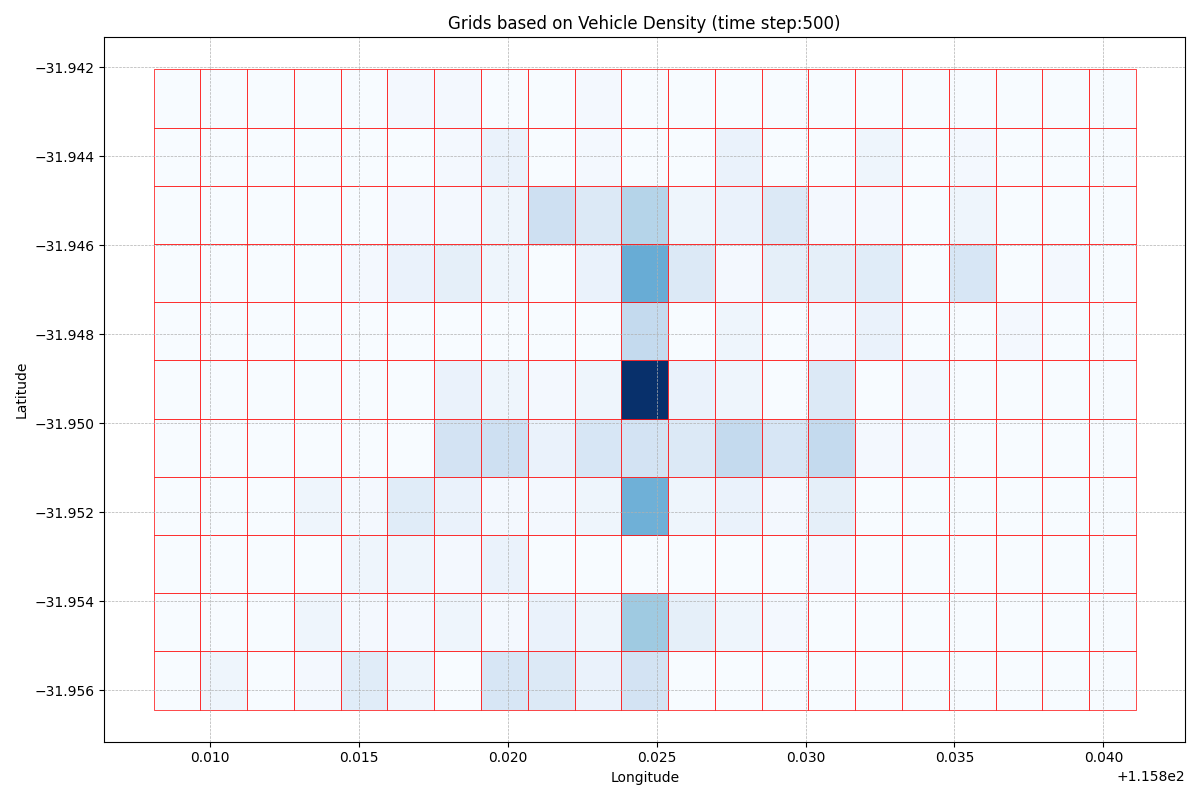 Grids based on Vehicle Density (time step:500)
−31.942
−31.944
−31.946
−31.948
−31.950
−31.952
−31.954
−31.956
Latitude
0.010 0.015 0.020 0.025 0.030 0.035 0.040
Longitude
+1.158e2